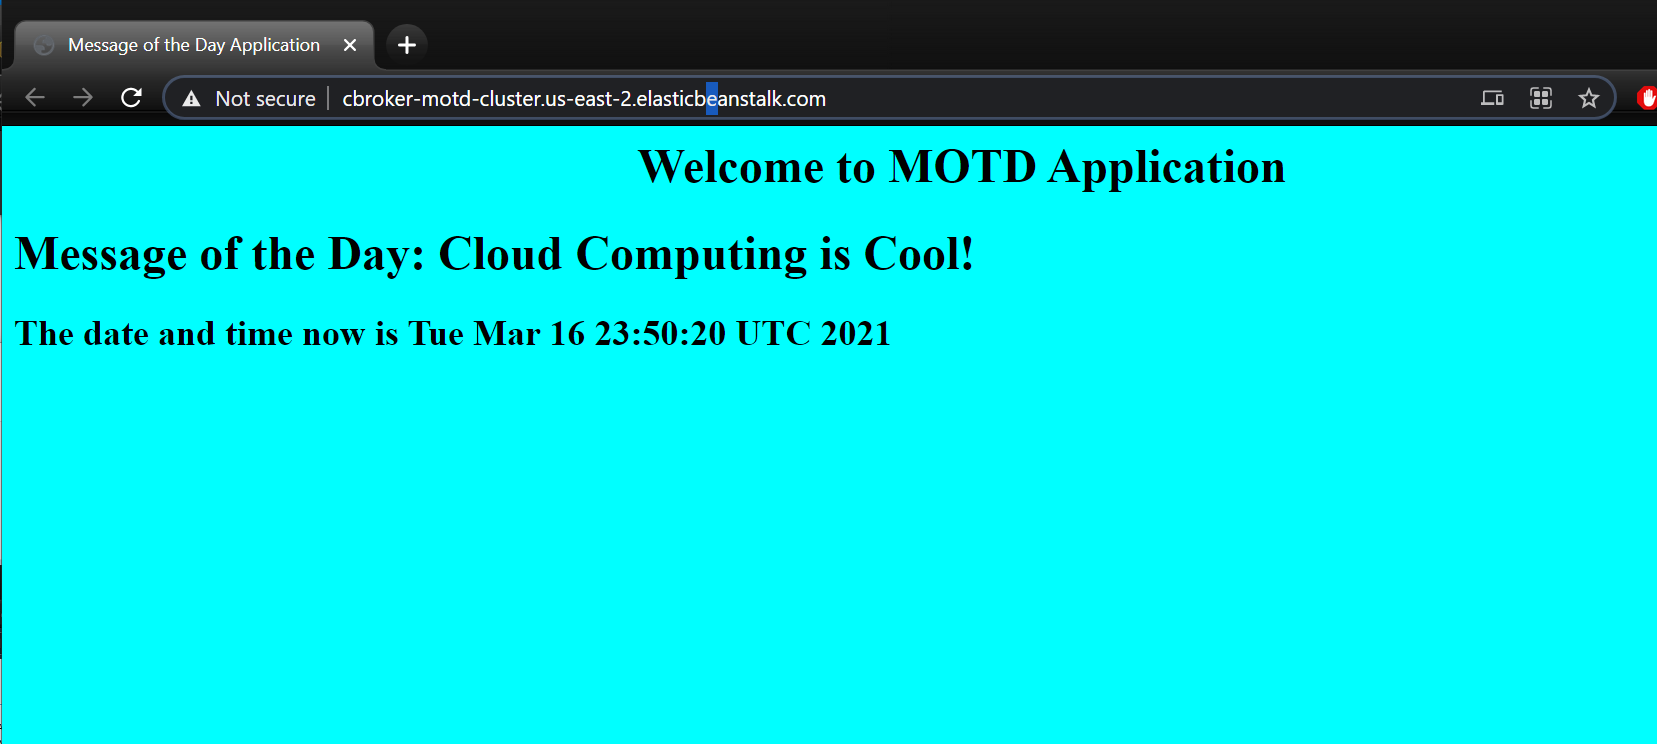 Message of the Day Application
Not secure | cbroker-motd-cluster.us-east-2.elasticbeanstalk.com
Welcome to MOTD Application
Message of the Day: Cloud Computing is Cool!
The date and time now is Tue Mar 16 23:50:20 UTC 2021